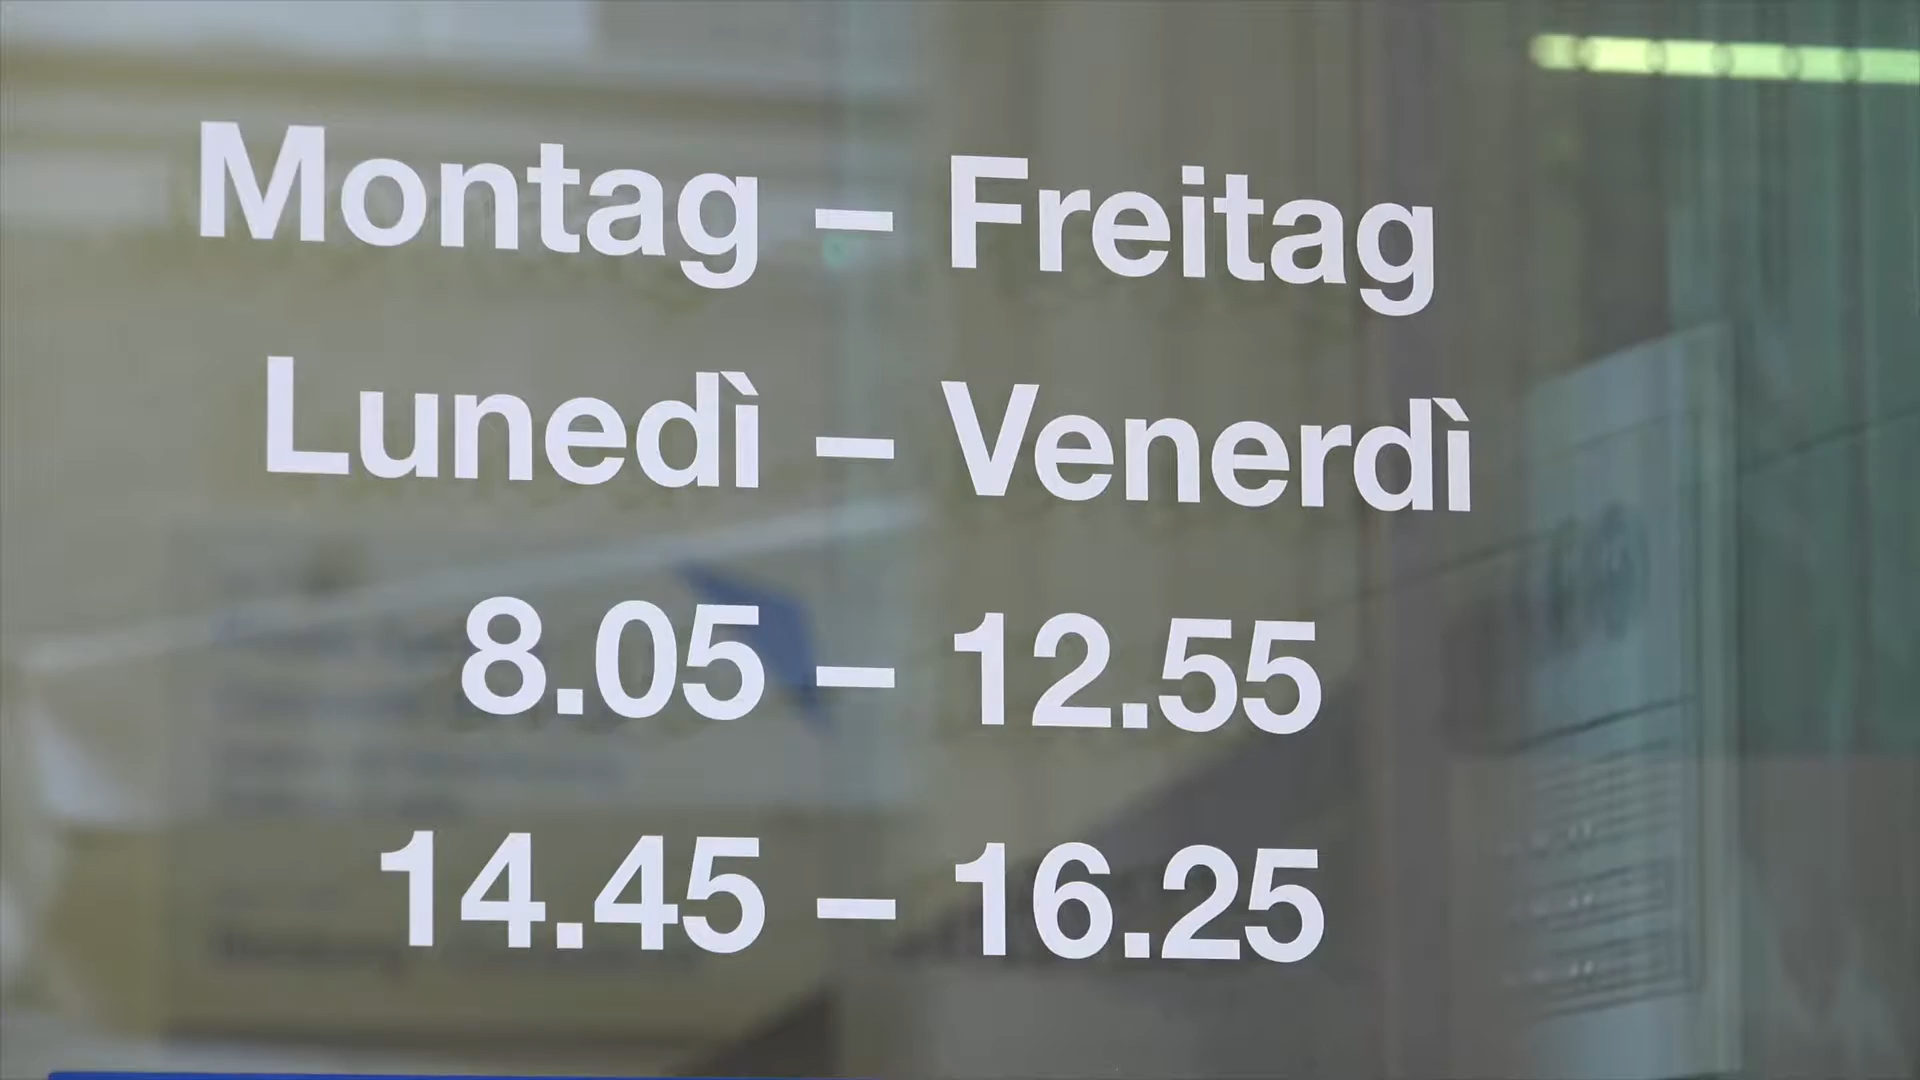 Montag – Freitag
Lunedì – Venerdì
8.05 – 12.55
14.45 – 16.25